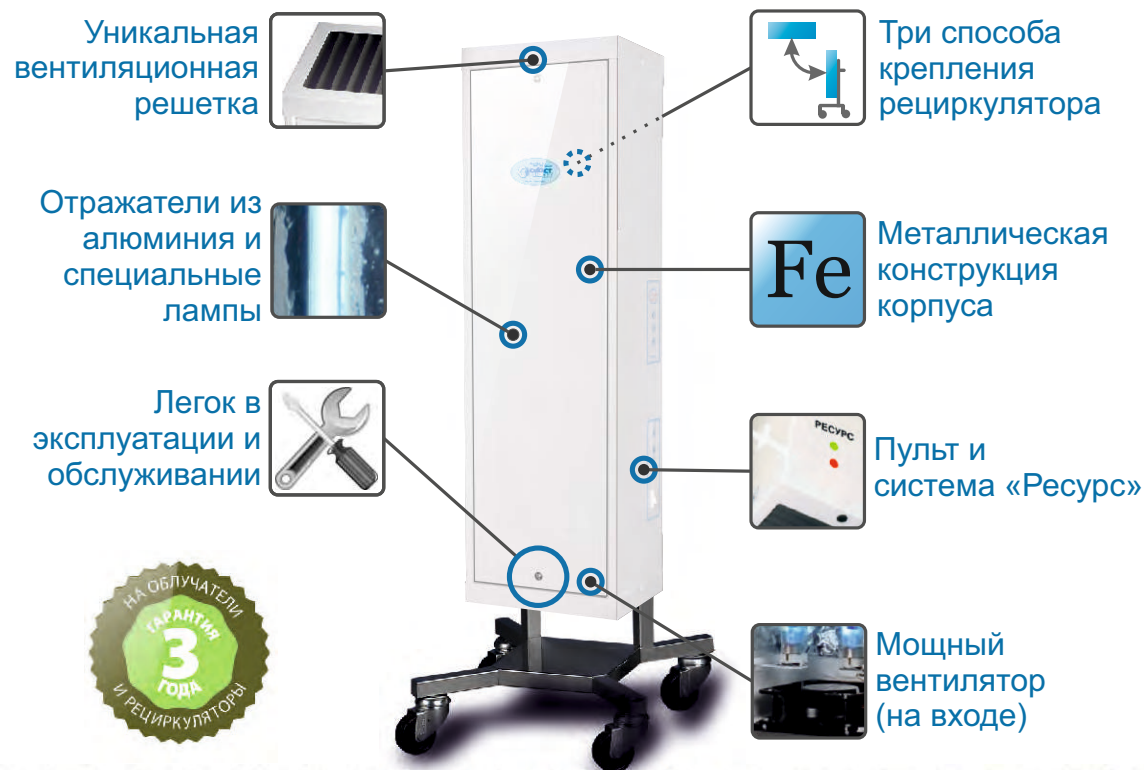 Уникальная
вентиляционная
решетка
Три способа
крепления
рециркулятора
Отражатели из
алюминия и
специальные
лампы
Fe
Металлическая
конструкция
корпуса
Легок в
эксплуатации и
обслуживании
РЕСУРС
Пульт и
система «Ресурс»
НА ОБЛУЧАТЕЛИ
ГАРАНТИЯ
3
ГОДА
И РЕЦИРКУЛЯТОРЫ
Мощный
вентилятор
(на входе)